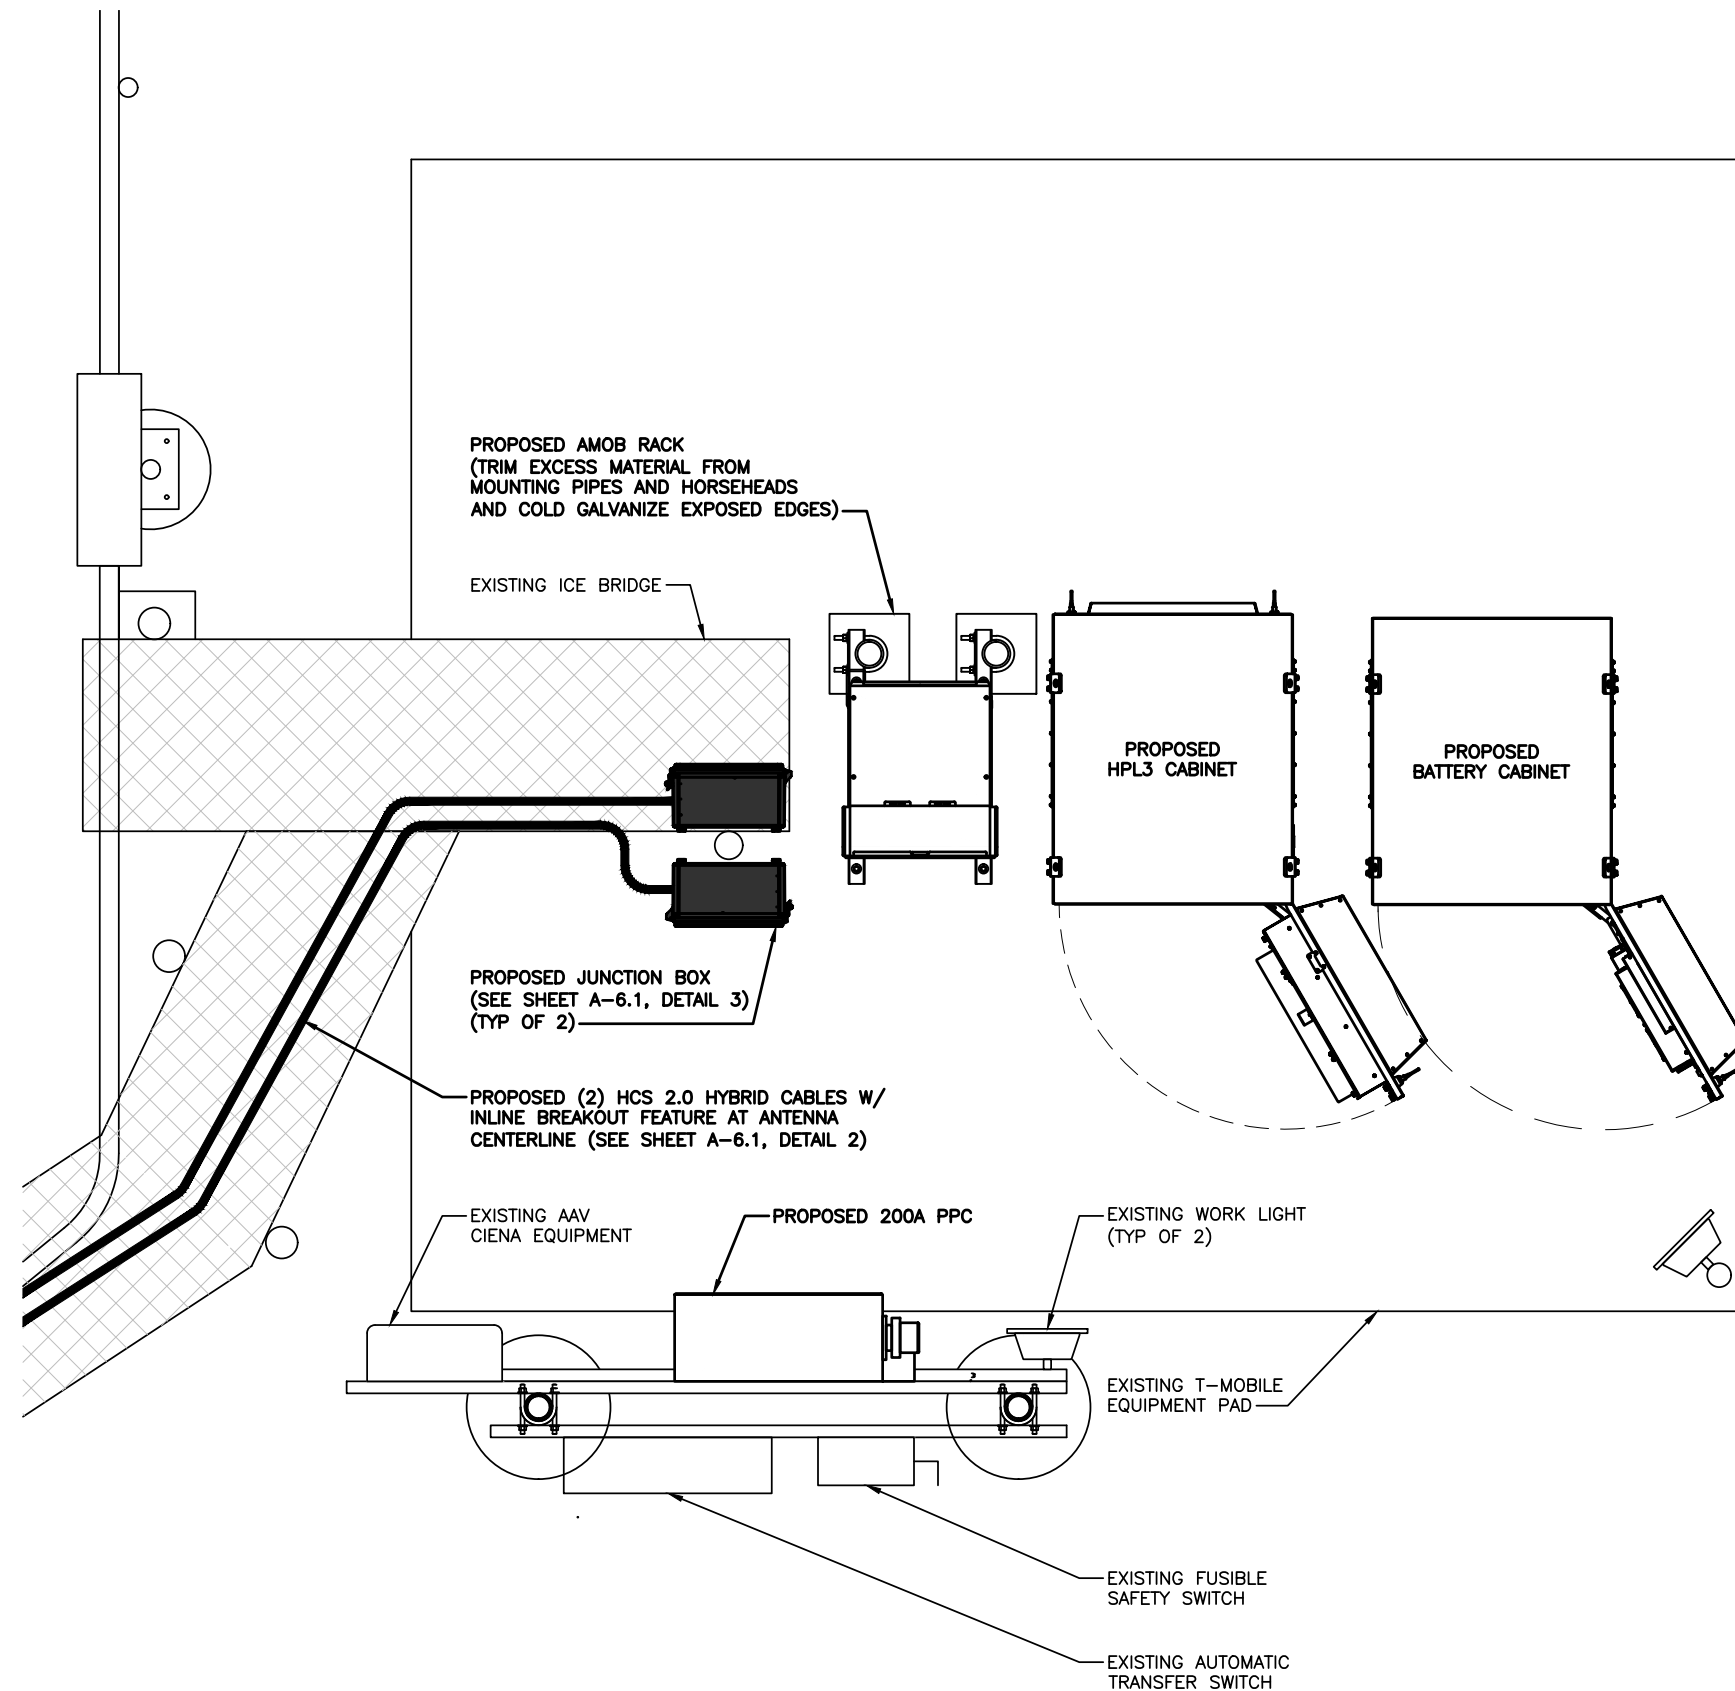 PROPOSED AMOB RACK
(TRIM EXCESS MATERIAL FROM
MOUNTING PIPES AND HORSEHEADS
AND COLD GALVANIZE EXPOSED EDGES)
EXISTING ICE BRIDGE
PROPOSED
HPL3 CABINET
PROPOSED
BATTERY CABINET
PROPOSED JUNCTION BOX
(SEE SHEET A-6.1, DETAIL 3)
(TYP OF 2)
PROPOSED (2) HCS 2.0 HYBRID CABLES W/
INLINE BREAKOUT FEATURE AT ANTENNA
CENTERLINE (SEE SHEET A-6.1, DETAIL 2)
EXISTING AAV
CIENA EQUIPMENT
PROPOSED 200A PPC
EXISTING WORK LIGHT
(TYP OF 2)
EXISTING T-MOBILE
EQUIPMENT PAD
EXISTING FUSIBLE
SAFETY SWITCH
EXISTING AUTOMATIC
TRANSFER SWITCH